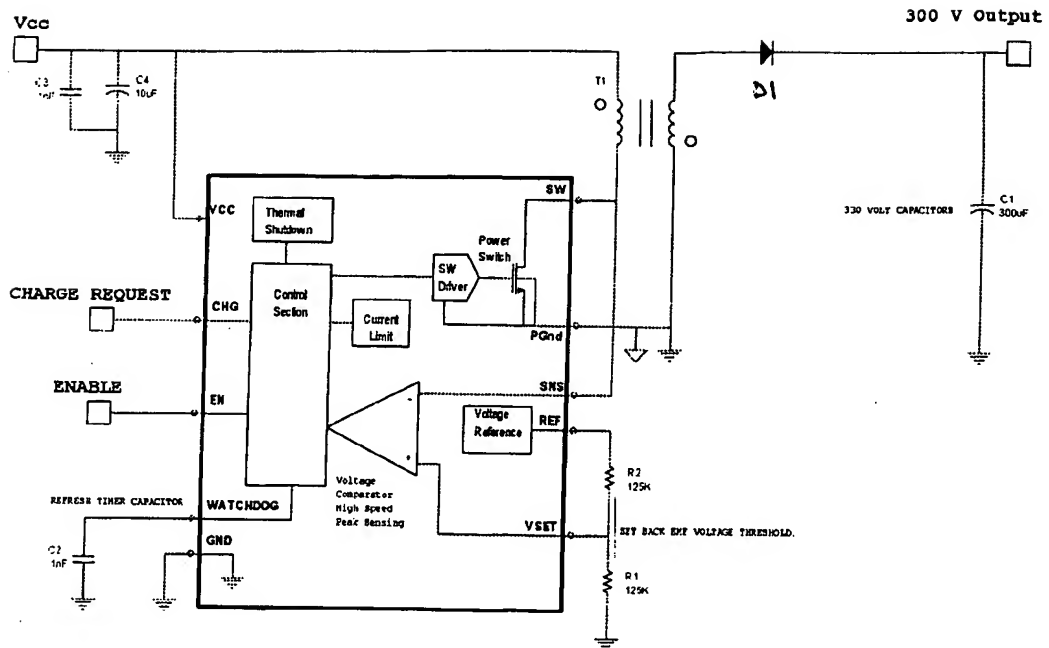 Vcc
300 V Output
C3
C4
10uF
T1
D1
SW
VCC
Thermal
Shutdown
Power
Switch
330 VOLT CAPACITORS
C1
300uF
SW
Driver
CHARGE REQUEST
CHG
Control
Section
Current
Limit
PGnd
ENABLE
EN
SNS
-
Voltage
Reference
REF
+
R2
125K
Voltage
Comparator
High Speed
Peak Sensing
REFRESH TIMER CAPACITOR
WATCHDOG
VSET
SET BACK EMF VOLTAGE THRESHOLD.
GND
C2
1nF
R1
125K